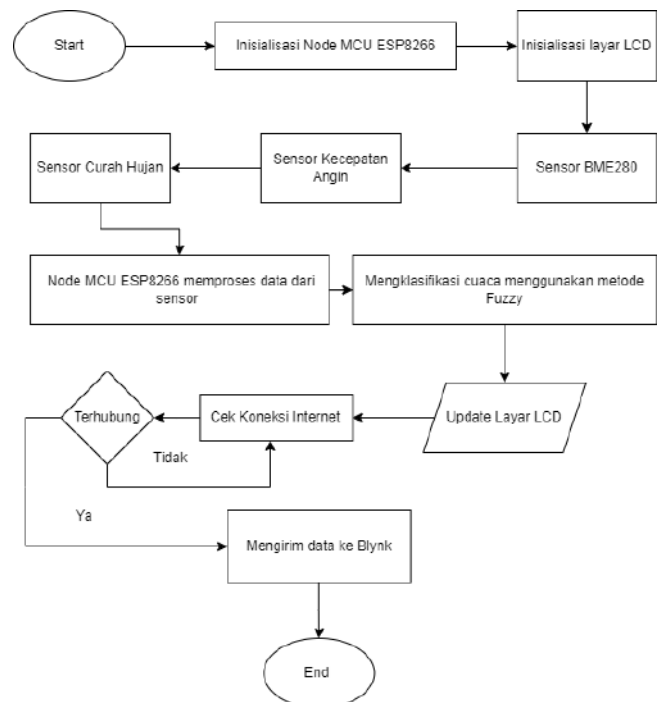 Start
Inisialisasi Node MCU ESP8266
Inisialisasi layar LCD
Sensor Curah Hujan
Sensor Kecepatan
Angin
Sensor BME280
Node MCU ESP8266 memproses data dari
sensor
Mengklasifikasi cuaca menggunakan metode
Fuzzy
Terhubung
Cek Koneksi Internet
Update Layar LCD
Tidak
Ya
Mengirim data ke Blynk
End